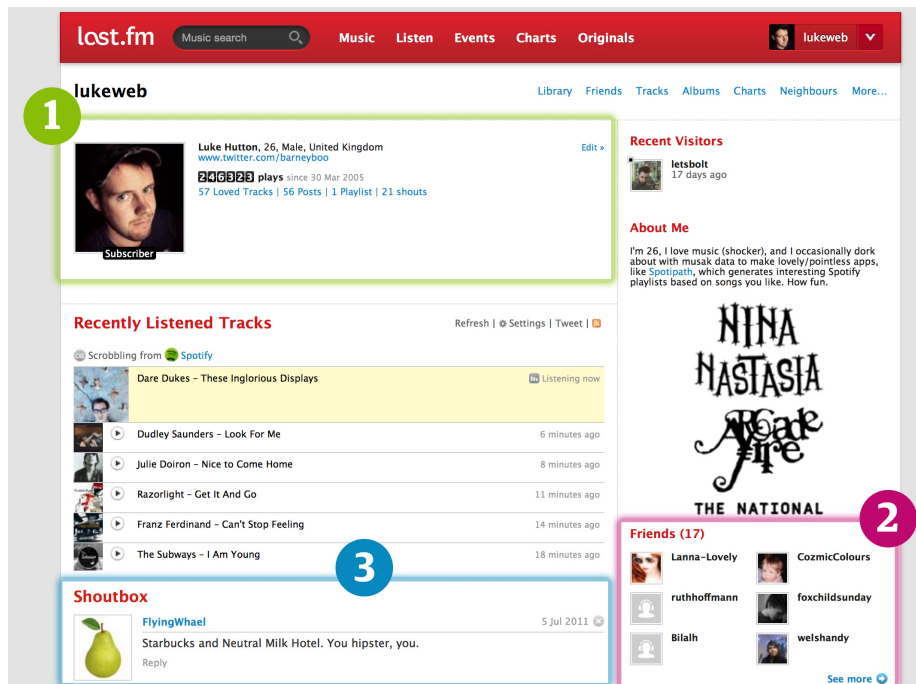 last.fm
Music search
Music Listen Events Charts Originals
lukeweb
lukeweb
Library Friends Tracks Albums Charts Neighbours More...
1
Luke Hutton, 26, Male, United Kingdom
Edit »
www.twitter.com/barneyboo
246323 plays since 30 Mar 2005
57 Loved Tracks | 56 Posts | 1 Playlist | 21 shouts
Subscriber
Recently Listened Tracks
Refresh | Settings | Tweet |
Scrobbling from Spotify
Dare Dukes – These Inglorious Displays
Listening now
Dudley Saunders – Look For Me
6 minutes ago
Julie Doiron – Nice to Come Home
8 minutes ago
Razorlight – Get It And Go
11 minutes ago
Franz Ferdinand – Can't Stop Feeling
14 minutes ago
The Subways – I Am Young
18 minutes ago
3
Shoutbox
FlyingWhael
5 Jul 2011
Starbucks and Neutral Milk Hotel. You hipster, you.
Reply
Recent Visitors
letsbolt
17 days ago
About Me
I'm 26, I love music (shocker), and I occasionally dork
about with musak data to make lovely/pointless apps,
like Spotipath, which generates interesting Spotify
playlists based on songs you like. How fun.
NINA
NASTASIA
ARCADE
FIRE
THE NATIONAL
2
Friends (17)
Lanna-Lovely
CozmicColours
ruthhoffmann
foxchildsunday
Bilalh
welshandy
See more